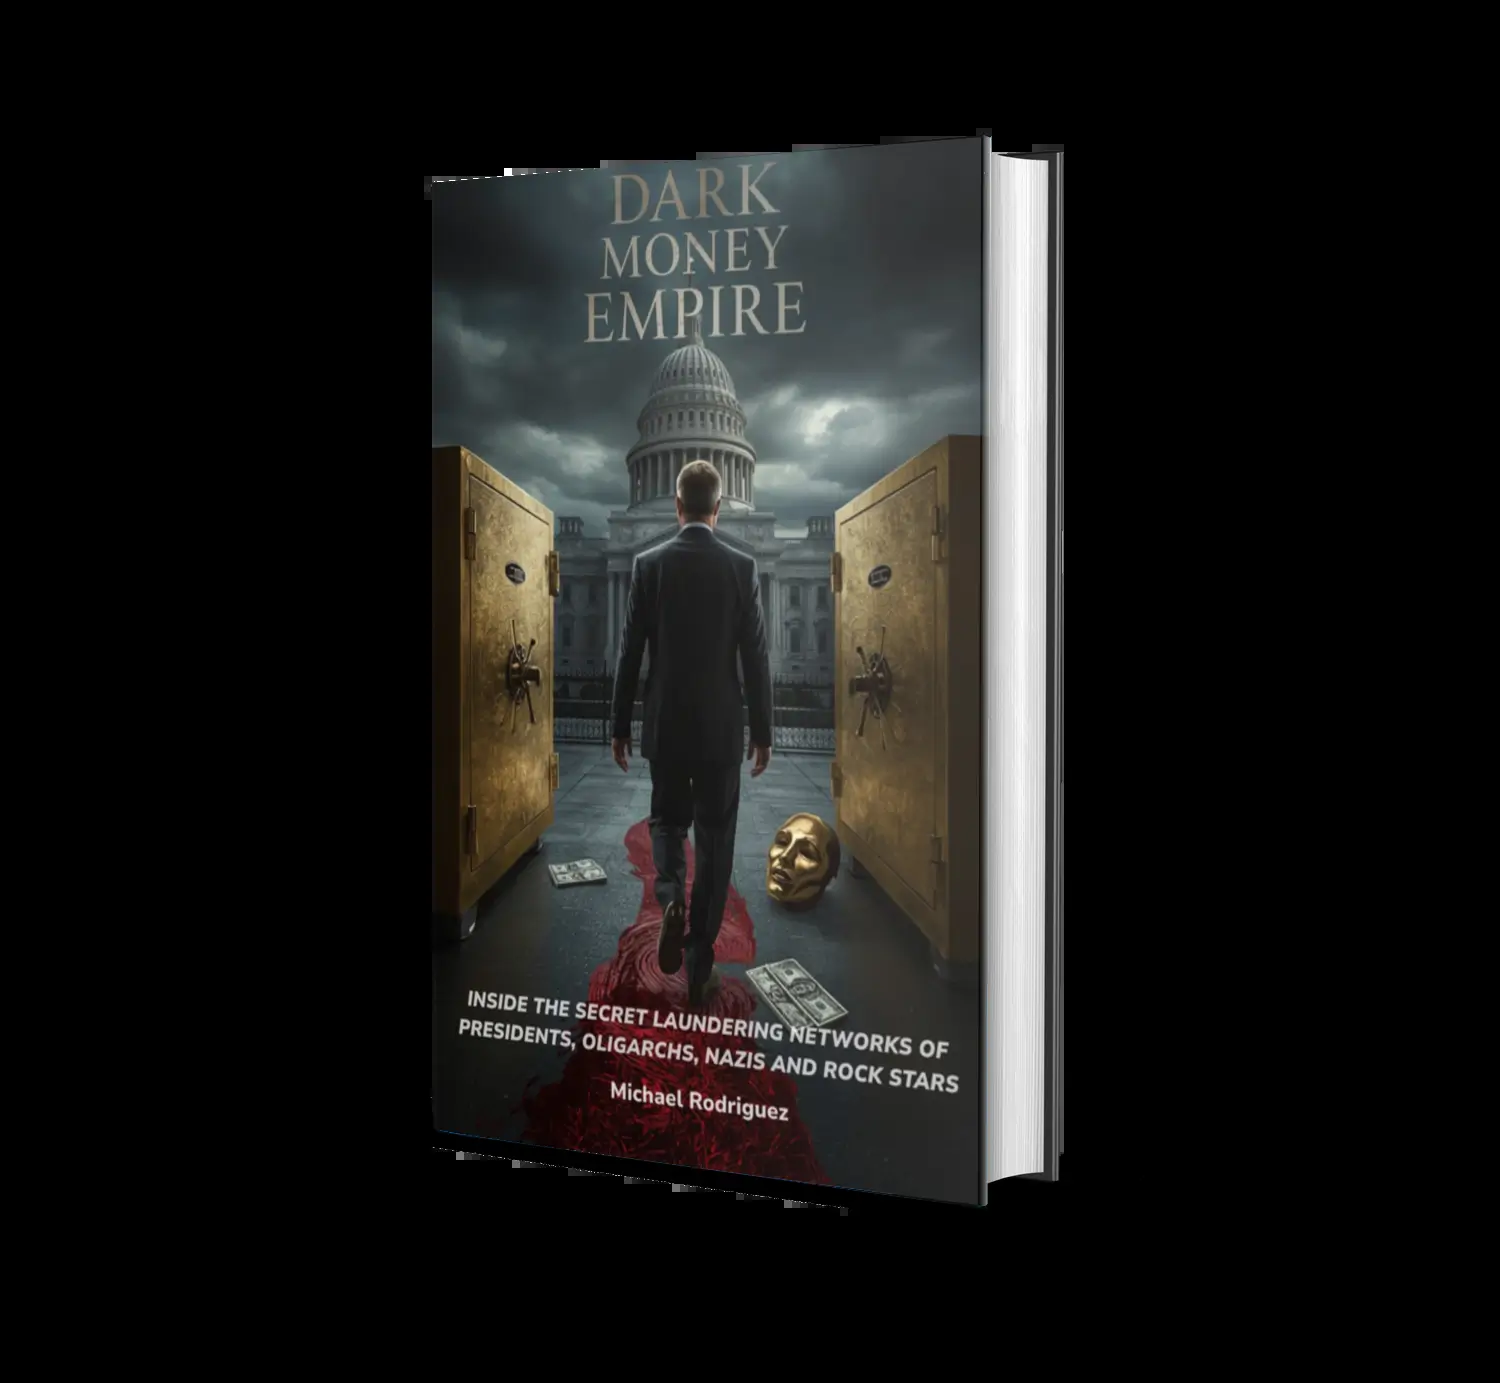 DARK
MONEY
EMPIRE
INSIDE THE SECRET LAUNDERING NETWORKS OF
PRESIDENTS, OLIGARCHS, NAZIS AND ROCK STARS
Michael Rodriguez